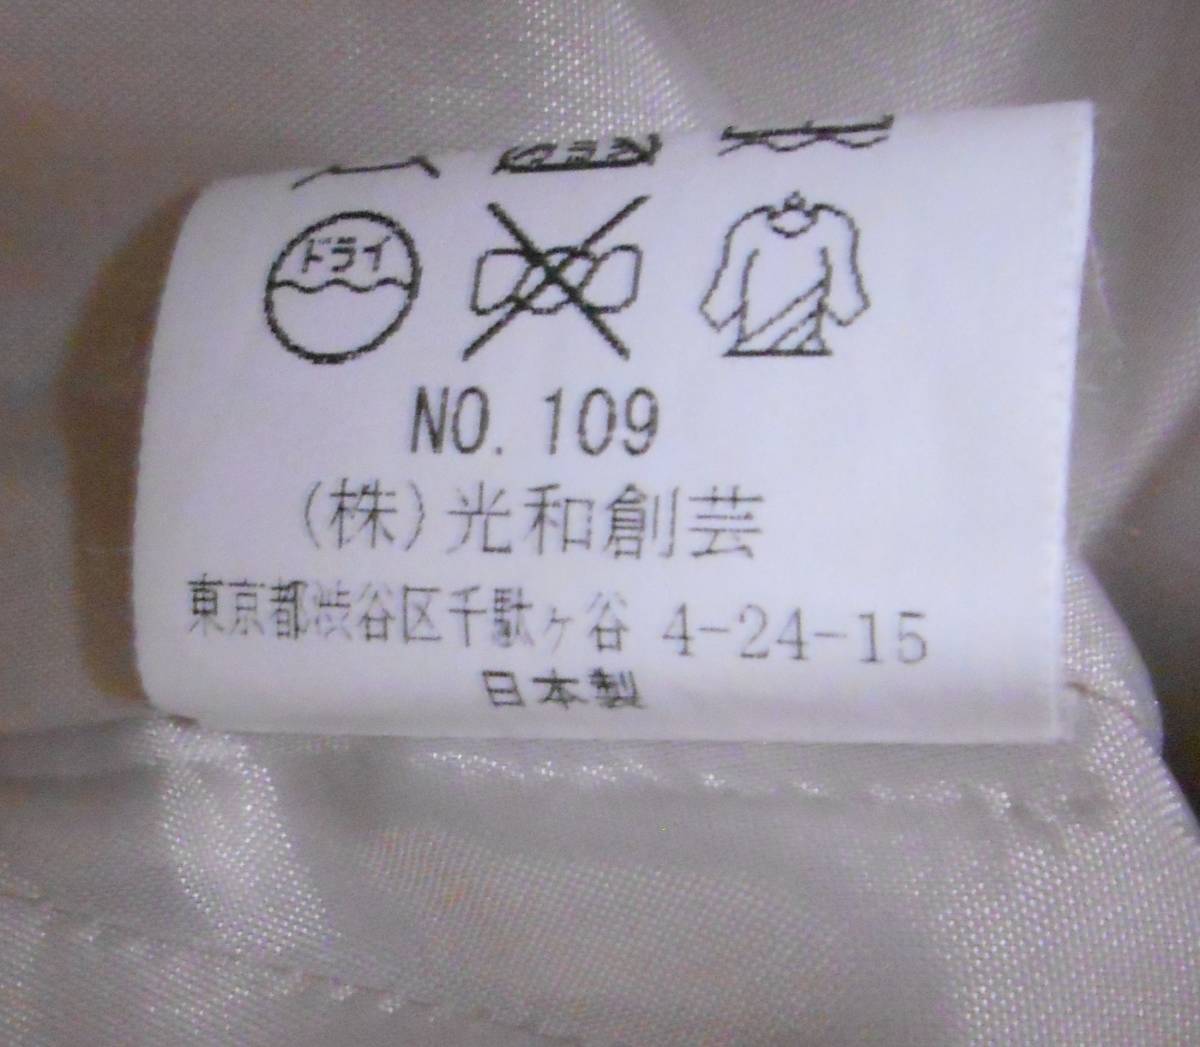 ドライ
NO. 109
(株)光和創芸
東京都渋谷区千駄ヶ谷 4-24-15
日本製